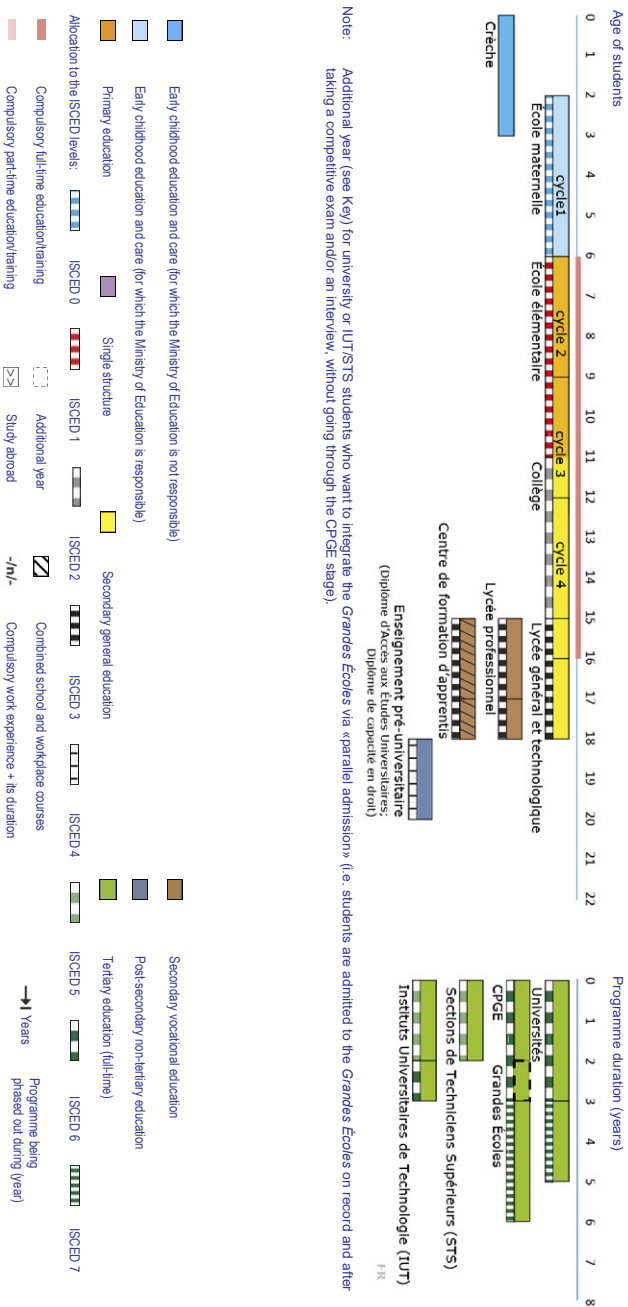 Age of students
Programme duration (years)
0 1 2 3 4 5 6 7 8 9 10 11 12 13 14 15 16 17 18 19 20 21 22
0 1 2 3 4 5 6 7 8
cycle1
cycle 2
cycle 3
cycle 4
École maternelle
École élémentaire
Collège
Lycée général et technologique
Universités
Crèche
Lycée professionnel
CPGE
Grandes Écoles
Centre de formation d'apprentis
Sections de Techniciens Supérieurs (STS)
Enseignement pré-universitaire
(Diplôme d'Accès aux Études Universitaires;
Diplôme de capacité en droit)
Instituts Universitaires de Technologie (IUT)
FR
Note: Additional year (see Key) for university or IUT/STS students who want to integrate the Grandes Écoles via «parallel admission» (i.e. students are admitted to the Grandes Écoles on record and after
taking a competitive exam and/or an interview, without going through the CPGE stage).
Early childhood education and care (for which the Ministry of Education is not responsible)
Secondary vocational education
Early childhood education and care (for which the Ministry of Education is responsible)
Post-secondary non-tertiary education
Primary education
Single structure
Secondary general education
Tertiary education (full-time)
Allocation to the ISCED levels:
ISCED 0
ISCED 1
ISCED 2
ISCED 3
ISCED 4
ISCED 5
ISCED 6
ISCED 7
Compulsory full-time education/training
Additional year
Combined school and workplace courses
Years
Programme being
phased out during (year)
Compulsory part-time education/training
>> Study abroad
-/n/- Compulsory work experience + its duration